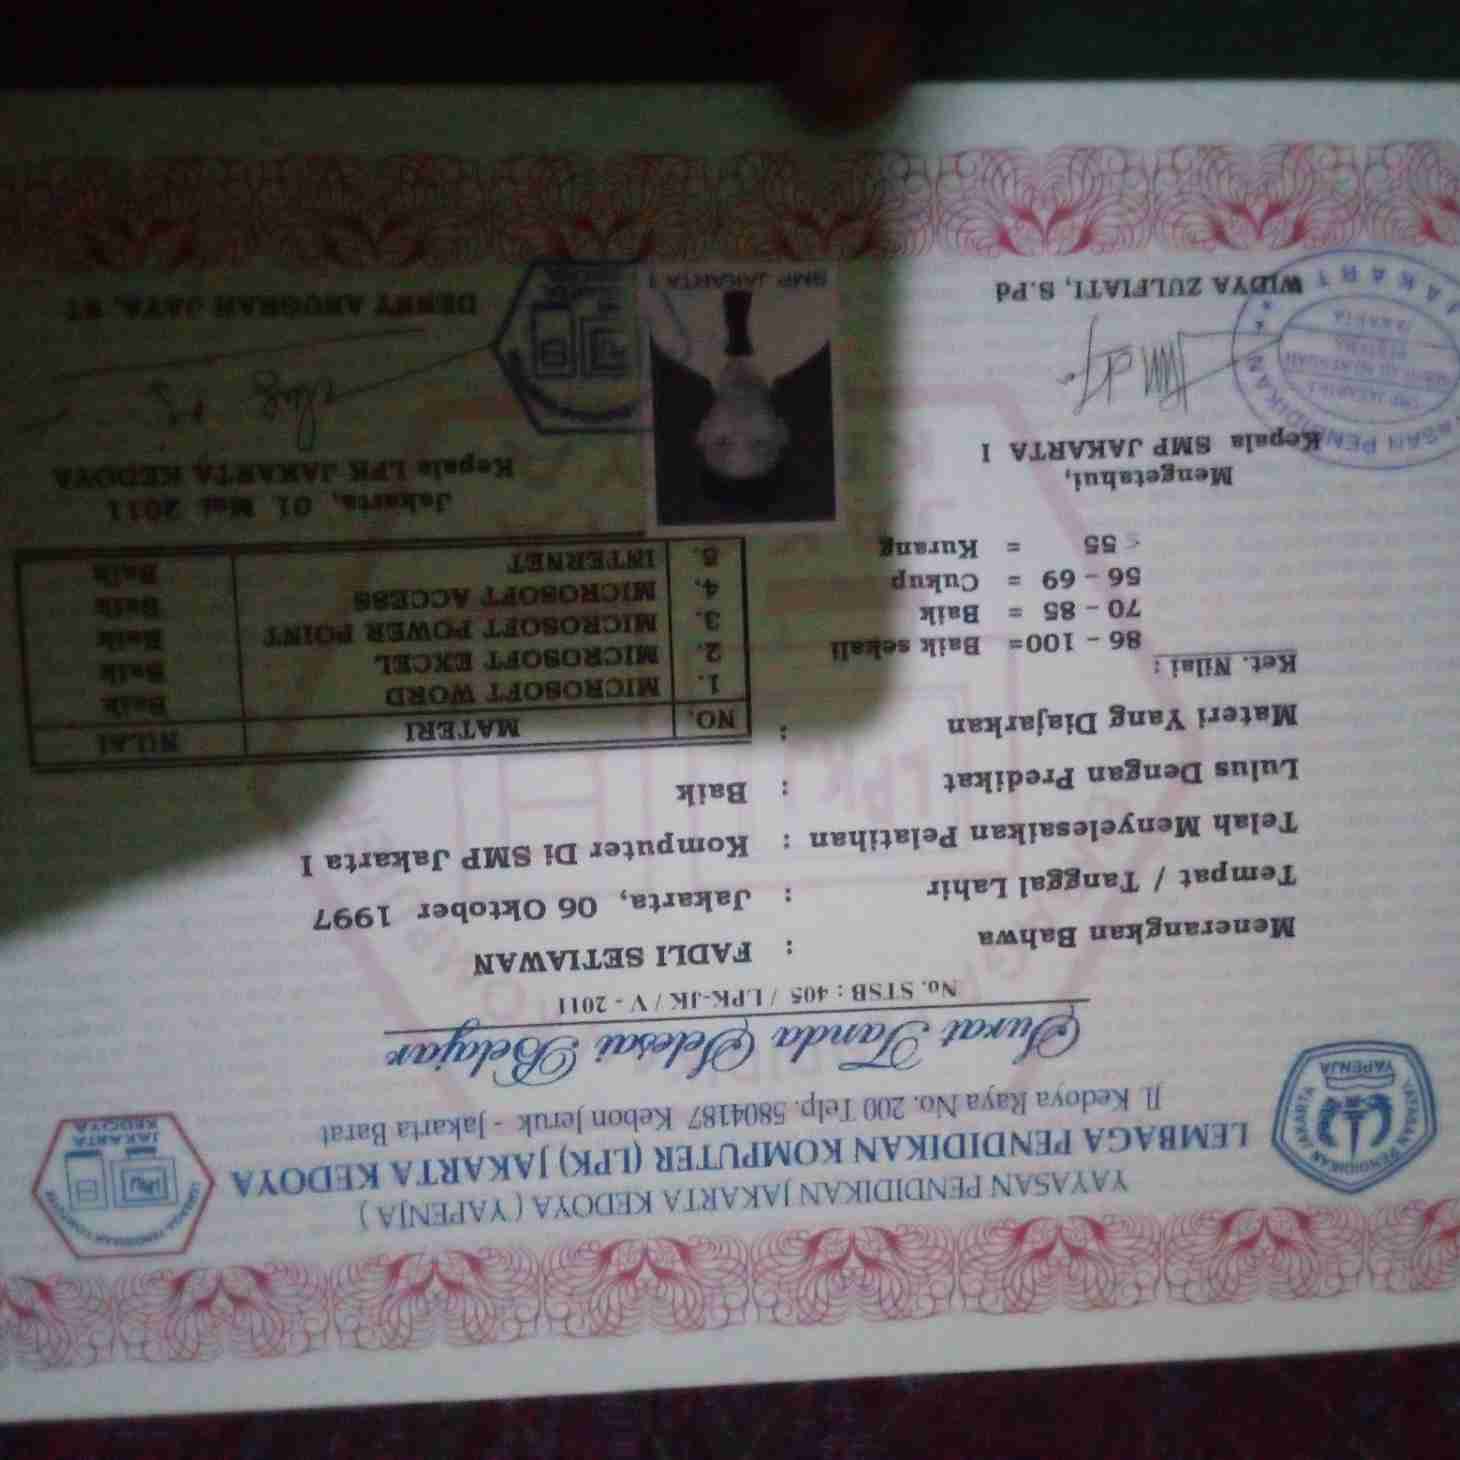 YAYASAN PENDIDIKAN JAKARTA KEDOYA ( YAPENJA )
LEMBAGA PENDIDIKAN KOMPUTER (LPK) JAKARTA KEDOYA
Jl. Kedoya Raya No. 200 Telp. 5804187 Kebon Jeruk - Jakarta Barat
YAYASAN PENDIDIKAN JAKARTA
YAPENJA
JAKARTA
KEDOYA
Surat Tanda Selesai Belajar
No. STSB : 405 / LPK-JK / V - 2011
Menerangkan Bahwa : FADLI SETIAWAN
Tempat / Tanggal Lahir : Jakarta, 06 Oktober 1997
Telah Menyelesaikan Pelatihan : Komputer Di SMP Jakarta I
Lulus Dengan Predikat : Baik
Materi Yang Diajarkan :
NO. MATERI NILAI
1. MICROSOFT WORD Baik
2. MICROSOFT EXCEL Baik
3. MICROSOFT POWER POINT Baik
4. MICROSOFT ACCESS Baik
5. INTERNET Baik
Ket. Nilai :
86 - 100= Baik sekali
70 - 85 = Baik
56 - 69 = Cukup
< 55 = Kurang
Mengetahui,
Kepala SMP JAKARTA I
WIDYA ZULFIATI, S.Pd
Jakarta, 01 Mei 2011
Kepala LPK JAKARTA KEDOYA
DENNY ANUGRAH JAYA, ST
SMP JAKARTA 1